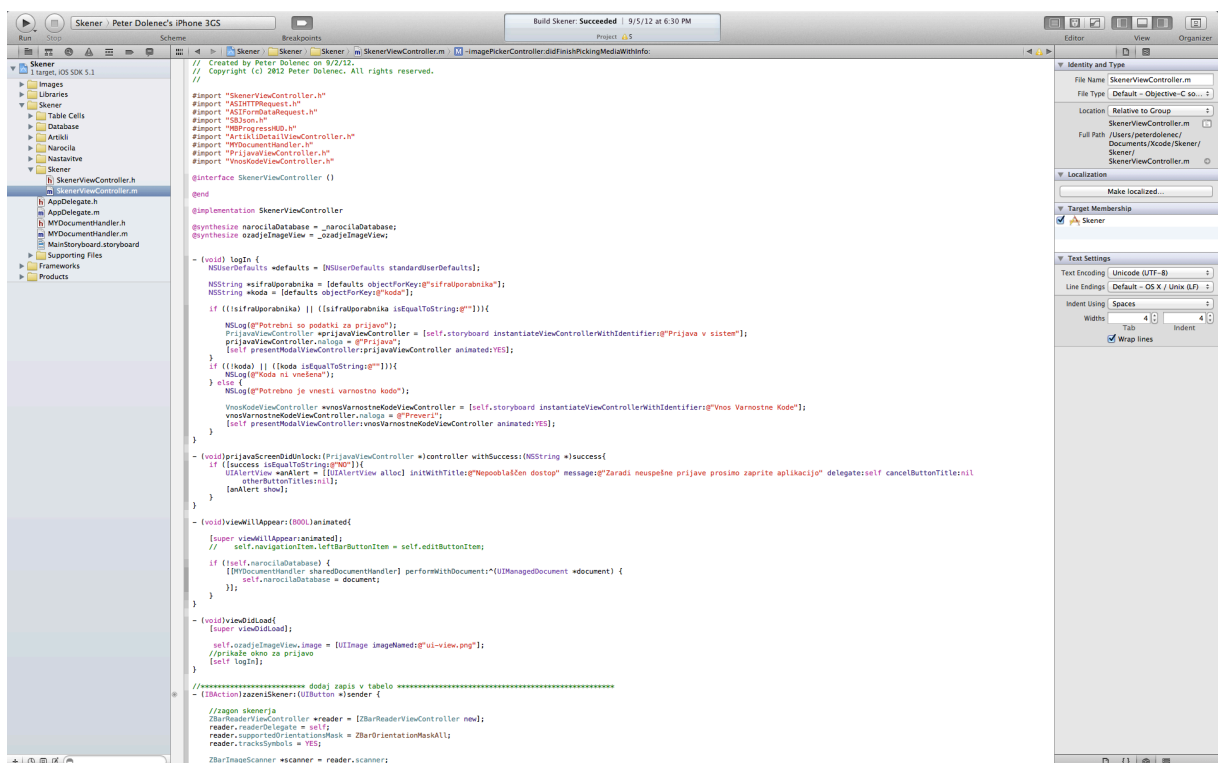 Skener > Peter Dolenec's iPhone 3GS
Build Skener: Succeeded | 9/5/12 at 6:30 PM
Project 5
Run Stop Scheme Breakpoints Editor View Organizer
Skener > Skener > Skener > SkenerViewController.m > -imagePickerController:didFinishPickingMediaWithInfo:
Skener
1 target, iOS SDK 5.1
Images
Libraries
Skener
Table Cells
Database
Artikli
Narocila
Nastavitve
Skener
SkenerViewController.h
SkenerViewController.m
AppDelegate.h
AppDelegate.m
MYDocumentHandler.h
MYDocumentHandler.m
MainStoryboard.storyboard
Supporting Files
Frameworks
Products
// Created by Peter Dolenec on 9/2/12.
// Copyright (c) 2012 Peter Dolenec. All rights reserved.
//
#import "SkenerViewController.h"
#import "ASIHTTPRequest.h"
#import "ASIFormDataRequest.h"
#import "SBJson.h"
#import "MBProgressHUD.h"
#import "ArtikliDetailViewController.h"
#import "MYDocumentHandler.h"
#import "PrijavaViewController.h"
#import "VnosKodeViewController.h"
@interface SkenerViewController ()
@end
@implementation SkenerViewController
@synthesize narocilaDatabase = _narocilaDatabase;
@synthesize ozadjeImageView = _ozadjeImageView;
- (void) logIn {
NSUserDefaults *defaults = [NSUserDefaults standardUserDefaults];
NSString *sifraUporabnika = [defaults objectForKey:@"sifraUporabnika"];
NSString *koda = [defaults objectForKey:@"koda"];
if ((!sifraUporabnika) || ([sifraUporabnika isEqualToString:@""])){
NSLog(@"Potrebni so podatki za prijavo");
PrijavaViewController *prijavaViewController = [self.storyboard instantiateViewControllerWithIdentifier:@"Prijava v sistem"];
prijavaViewController.naloga = @"Prijava";
[self presentModalViewController:prijavaViewController animated:YES];
}
if ((!koda) || ([koda isEqualToString:@""])){
NSLog(@"Koda ni vnešena");
} else {
NSLog(@"Potrebno je vnesti varnostno kodo");
VnosKodeViewController *vnosVarnostneKodeViewController = [self.storyboard instantiateViewControllerWithIdentifier:@"Vnos Varnostne Kode"];
vnosVarnostneKodeViewController.naloga = @"Preveri";
[self presentModalViewController:vnosVarnostneKodeViewController animated:YES];
}
}
- (void)prijavaScreenDidUnlock:(PrijavaViewController *)controller withSuccess:(NSString *)success{
if ([success isEqualToString:@"NO"]){
UIAlertView *anAlert = [[UIAlertView alloc] initWithTitle:@"Nepooblaščen dostop" message:@"Zaradi neuspešne prijave prosimo zaprite aplikacijo" delegate:self cancelButtonTitle:nil
otherButtonTitles:nil];
[anAlert show];
}
}
- (void)viewWillAppear:(BOOL)animated{
[super viewWillAppear:animated];
// self.navigationItem.leftBarButtonItem = self.editButtonItem;
if (!self.narocilaDatabase) {
[[MYDocumentHandler sharedDocumentHandler] performWithDocument:^(UIManagedDocument *document) {
self.narocilaDatabase = document;
}];
}
}
- (void)viewDidLoad{
[super viewDidLoad];
self.ozadjeImageView.image = [UIImage imageNamed:@"ui-view.png"];
//prikaže okno za prijavo
[self logIn];
}
//************************* dodaj zapis v tabelo ****************************************************
- (IBAction)zazeniSkener:(UIButton *)sender {
//zagon skenerja
ZBarReaderViewController *reader = [ZBarReaderViewController new];
reader.readerDelegate = self;
reader.supportedOrientationsMask = ZBarOrientationMaskAll;
reader.tracksSymbols = YES;
ZBarImageScanner *scanner = reader.scanner;
Identity and Type
File Name SkenerViewController.m
File Type Default - Objective-C so...
Location Relative to Group
SkenerViewController.m
Full Path /Users/peterdolenec/
Documents/Xcode/Skener/
Skener/
SkenerViewController.m
Localization
Make localized...
Target Membership
Skener
Text Settings
Text Encoding Unicode (UTF-8)
Line Endings Default - OS X / Unix (LF)
Indent Using Spaces
Widths 4 4
Tab Indent
Wrap lines